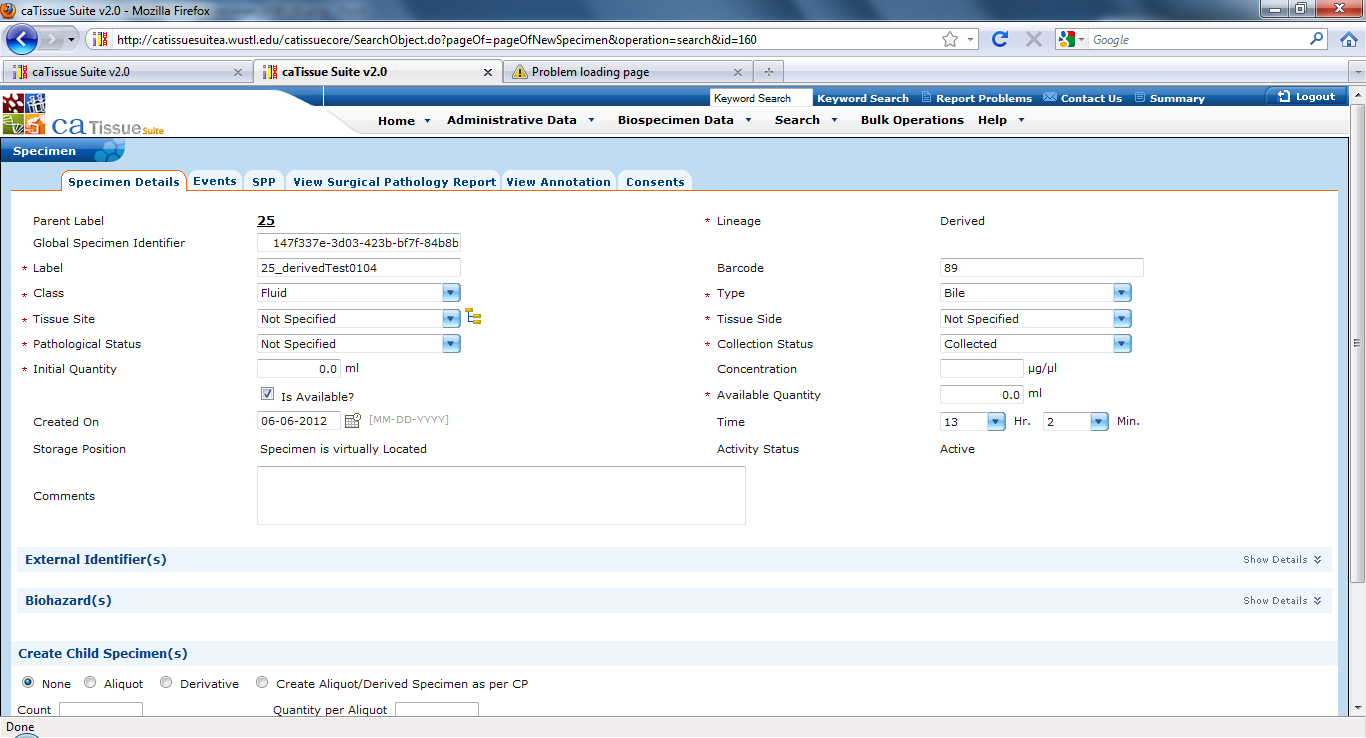 caTissue Suite v2.0 - Mozilla Firefox
http://catissuesuitea.wustl.edu/catissuecore/SearchObject.do?pageOf=pageOfNewSpecimen&operation=search&id=160
Google
caTissue Suite v2.0
caTissue Suite v2.0
Problem loading page
Keyword Search
Keyword Search
Report Problems
Contact Us
Summary
Logout
ca Tissue Suite
Home
Administrative Data
Biospecimen Data
Search
Bulk Operations
Help
Specimen
Specimen Details
Events
SPP
View Surgical Pathology Report
View Annotation
Consents
Parent Label 25
* Lineage Derived
Global Specimen Identifier 147f337e-3d03-423b-bf7f-84b8b
* Label 25_derivedTest0104
Barcode 89
* Class Fluid
* Type Bile
* Tissue Site Not Specified
* Tissue Side Not Specified
* Pathological Status Not Specified
* Collection Status Collected
* Initial Quantity 0.0 ml
Concentration µg/µl
Is Available?
* Available Quantity 0.0 ml
Created On 06-06-2012 [MM-DD-YYYY]
Time 13 Hr. 2 Min.
Storage Position Specimen is virtually Located
Activity Status Active
Comments
External Identifier(s) Show Details
Biohazard(s) Show Details
Create Child Specimen(s)
None Aliquot Derivative Create Aliquot/Derived Specimen as per CP
Count Quantity per Aliquot
Done